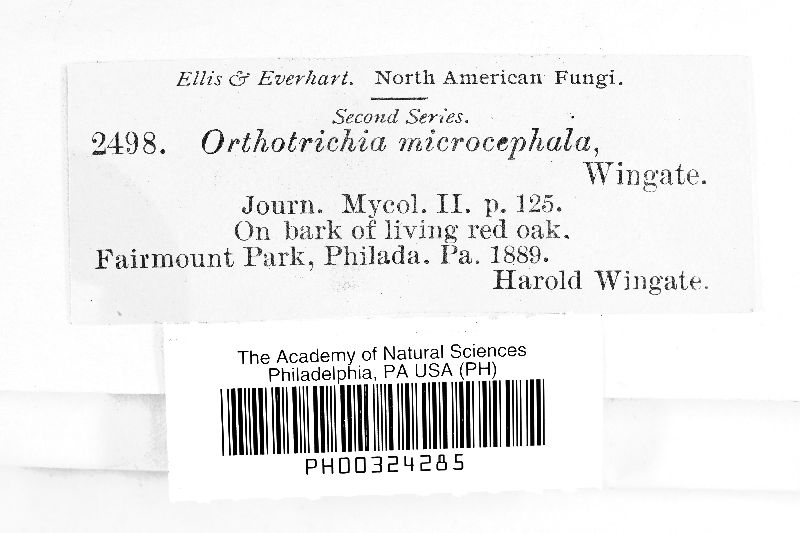 Ellis & Everhart. North American Fungi.
Second Series.
2498. Orthotrichia microcephala,
Wingate.
Journ. Mycol. II. p. 125.
On bark of living red oak.
Fairmount Park, Philada. Pa. 1889.
Harold Wingate.
The Academy of Natural Sciences
Philadelphia, PA USA (PH)
PH00324285